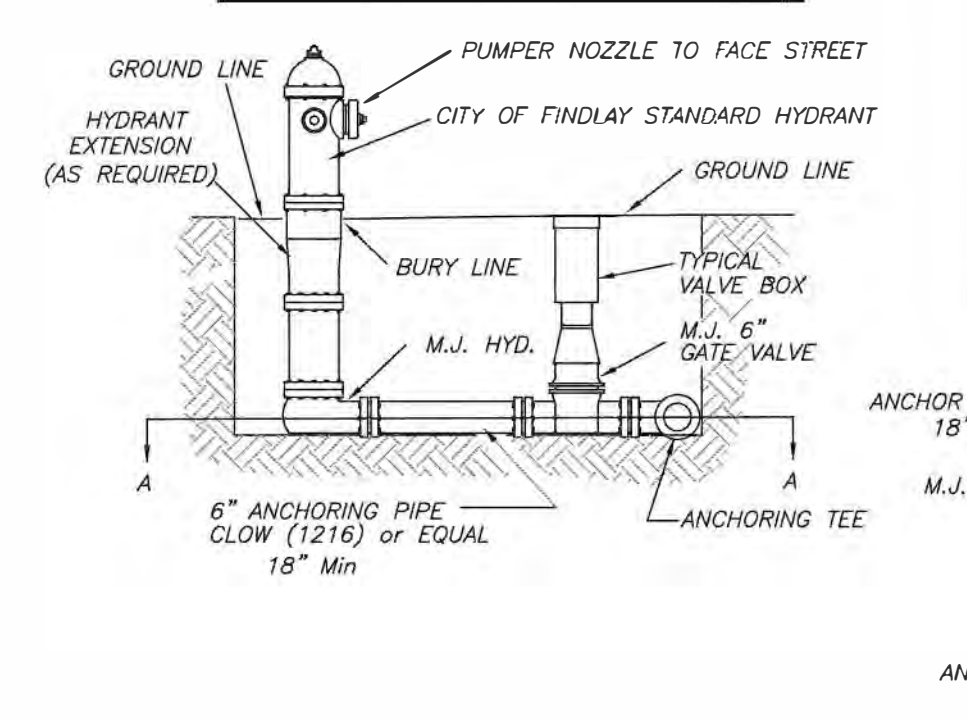 PUMPER NOZZLE TO FACE STREET
GROUND LINE
CITY OF FINDLAY STANDARD HYDRANT
HYDRANT
EXTENSION
(AS REQUIRED)
GROUND LINE
BURY LINE
TYPICAL
VALVE BOX
M.J. HYD.
M.J. 6"
GATE VALVE
ANCHOR
18"
A
A
M.J.
6" ANCHORING PIPE
CLOW (1216) or EQUAL
18" Min
ANCHORING TEE
AN